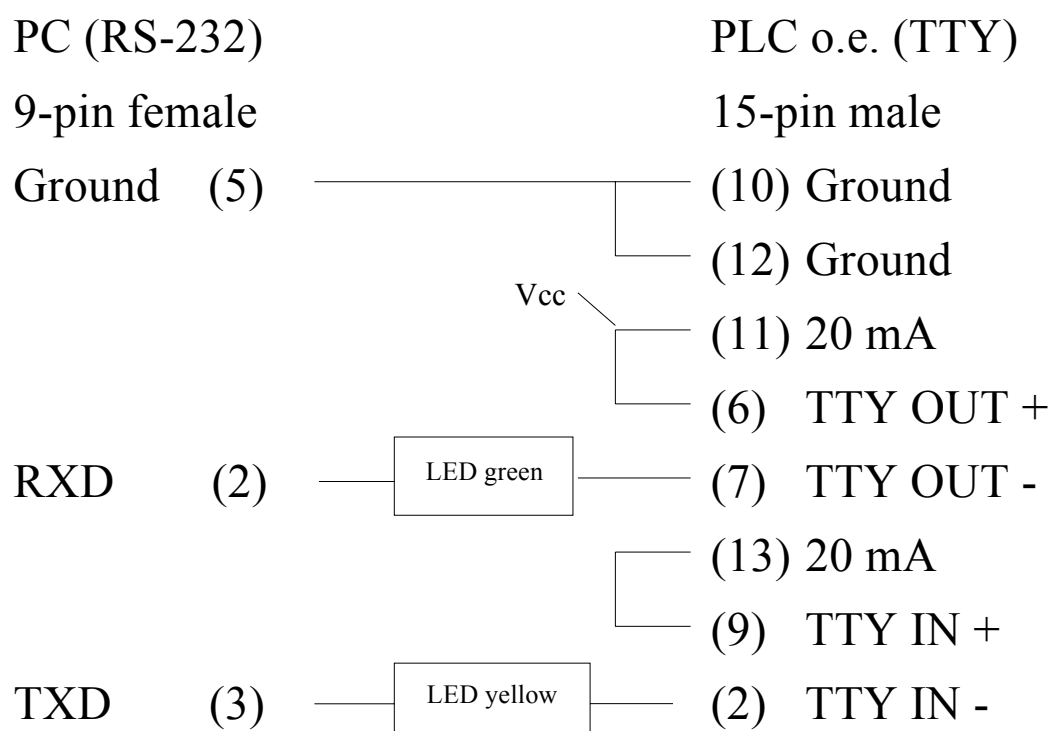 PC (RS-232) PLC o.e. (TTY)
9-pin female 15-pin male
Ground (5) (10) Ground
(12) Ground
Vcc
(11) 20 mA
(6) TTY OUT +
RXD (2) LED green (7) TTY OUT -
(13) 20 mA
(9) TTY IN +
TXD (3) LED yellow (2) TTY IN -